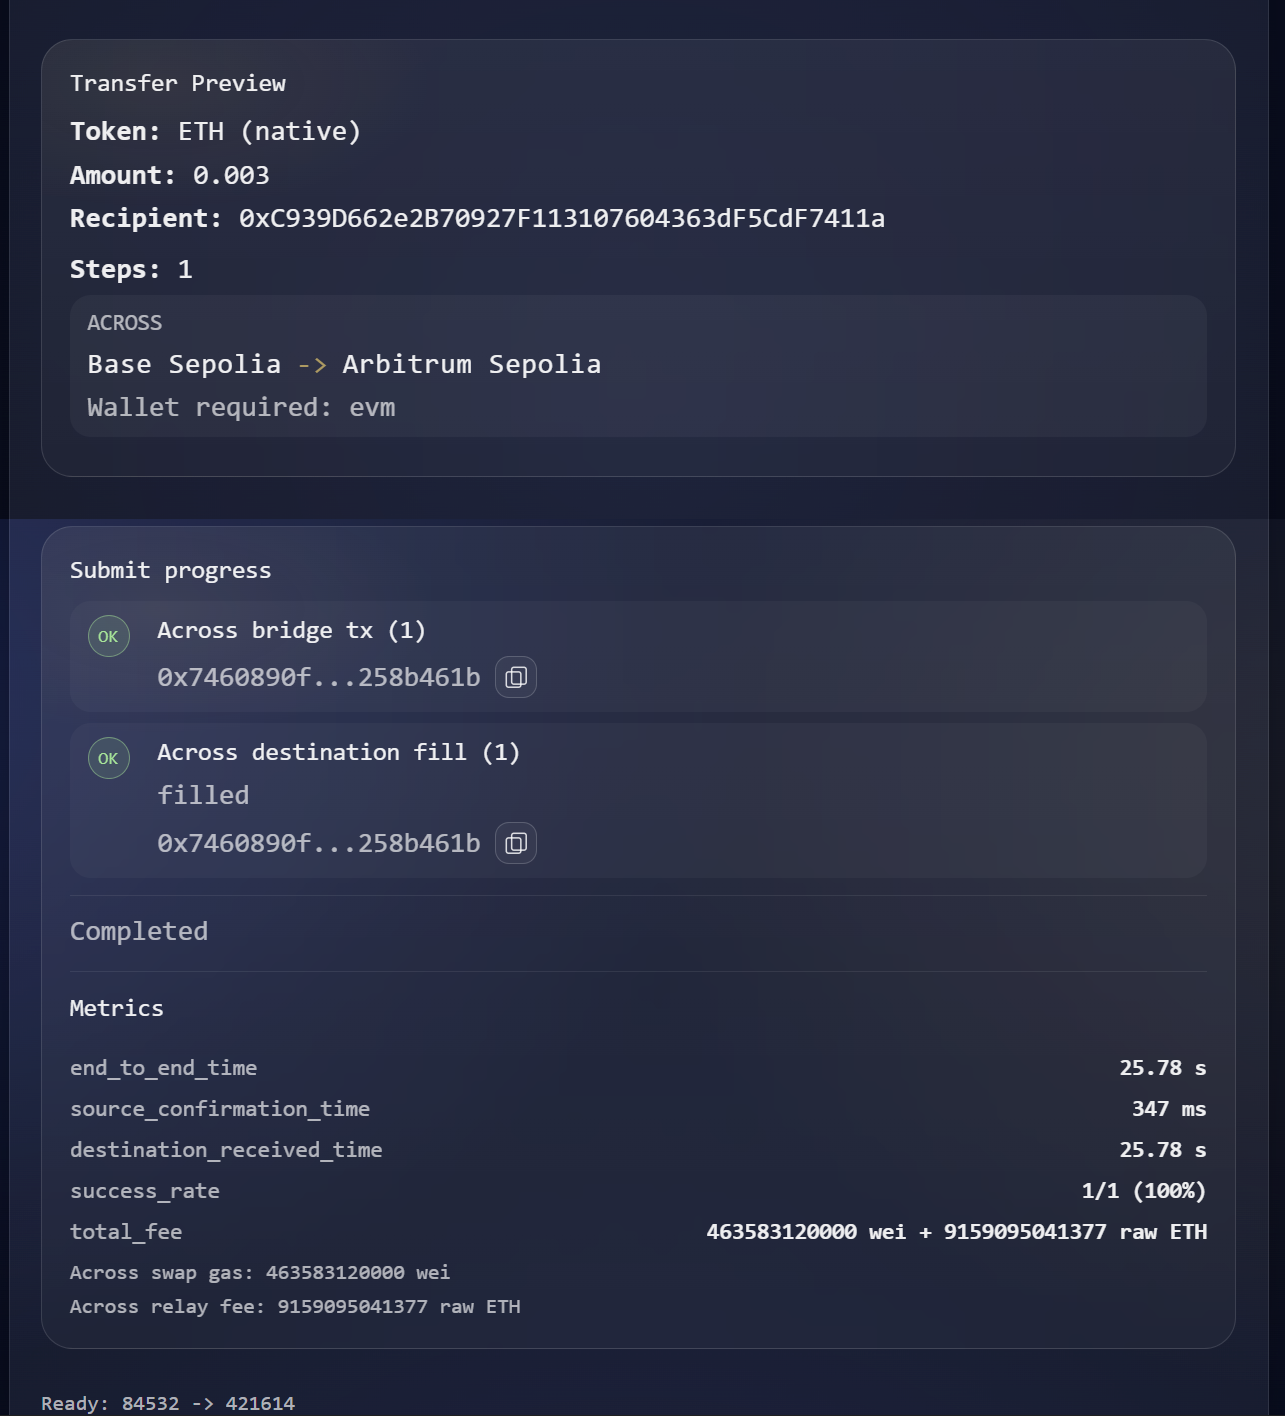 Transfer Preview
Token: ETH (native)
Amount: 0.003
Recipient: 0xC939D662e2B70927F113107604363dF5CdF7411a
Steps: 1
ACROSS
Base Sepolia -> Arbitrum Sepolia
Wallet required: evm
Submit progress
OK Across bridge tx (1)
0x7460890f...258b461b
OK Across destination fill (1)
filled
0x7460890f...258b461b
Completed
Metrics
end_to_end_time 25.78 s
source_confirmation_time 347 ms
destination_received_time 25.78 s
success_rate 1/1 (100%)
total_fee 463583120000 wei + 9159095041377 raw ETH
Across swap gas: 463583120000 wei
Across relay fee: 9159095041377 raw ETH
Ready: 84532 -> 421614